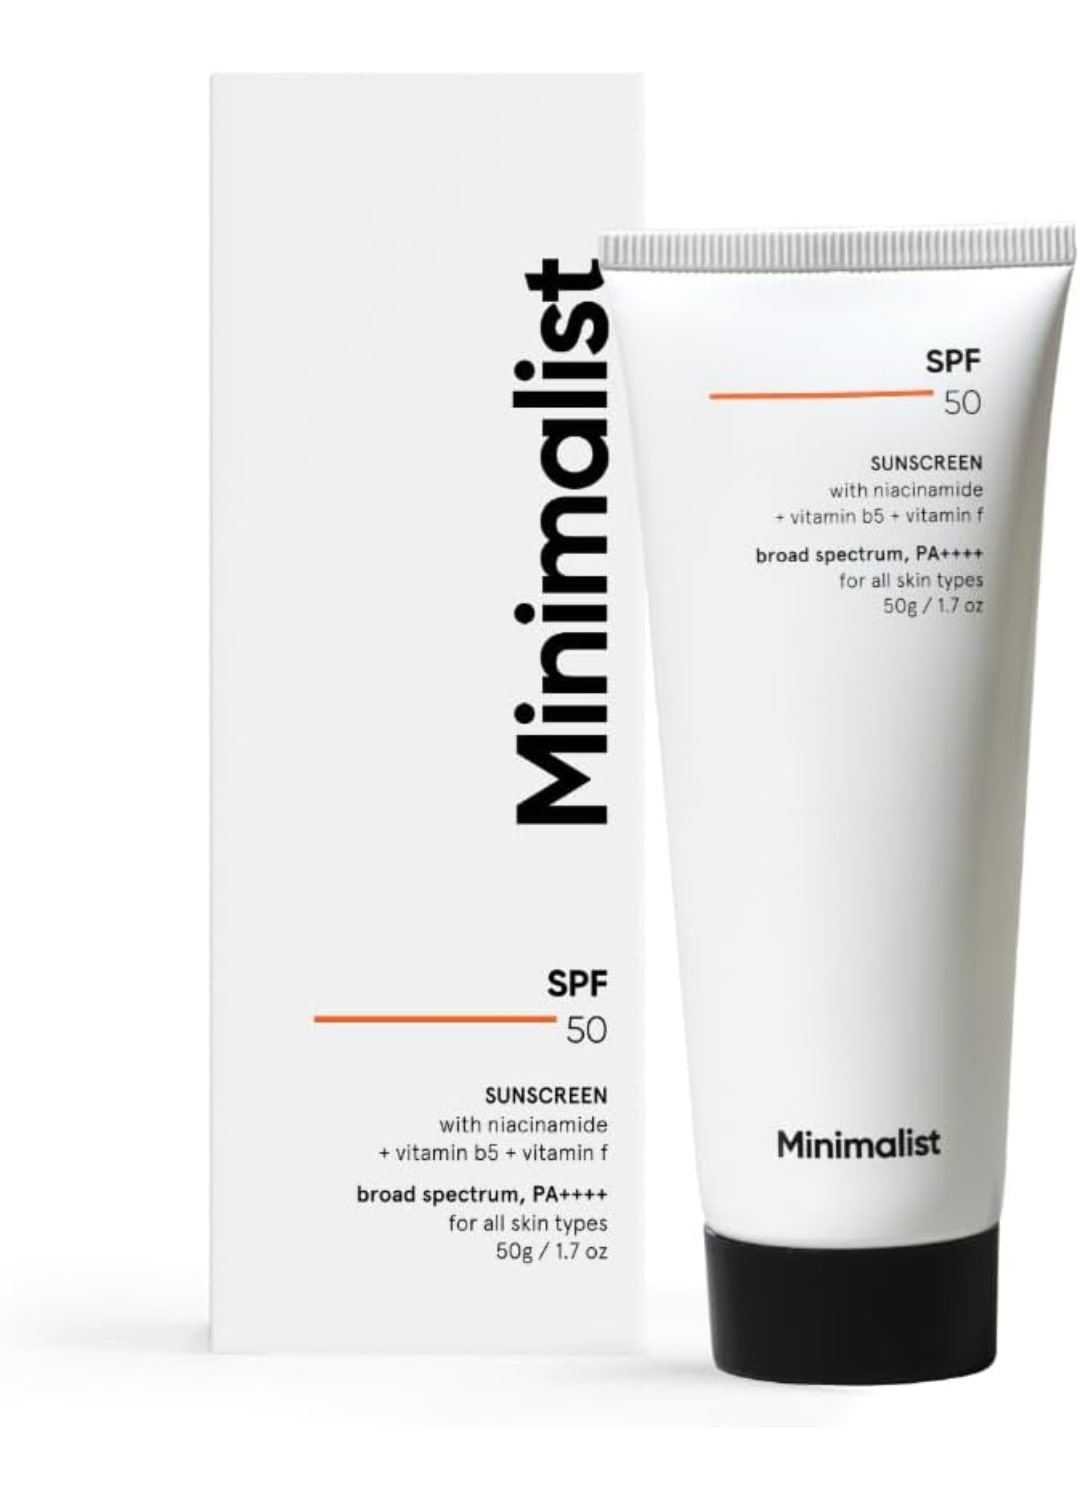 Minimalist
SPF
50
SUNSCREEN
with niacinamide
+ vitamin b5 + vitamin f
broad spectrum, PA++++
for all skin types
50g / 1.7 oz
SPF
50
SUNSCREEN
with niacinamide
+ vitamin b5 + vitamin f
broad spectrum, PA++++
for all skin types
50g / 1.7 oz
Minimalist